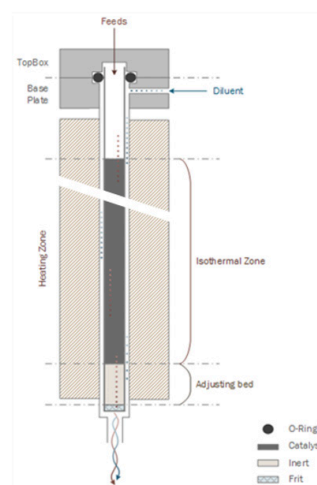 Feeds
TopBox
Base
Plate
Diluent
Heating Zone
Isothermal Zone
Adjusting bed
O-Ring
Catalys
Inert
Frit